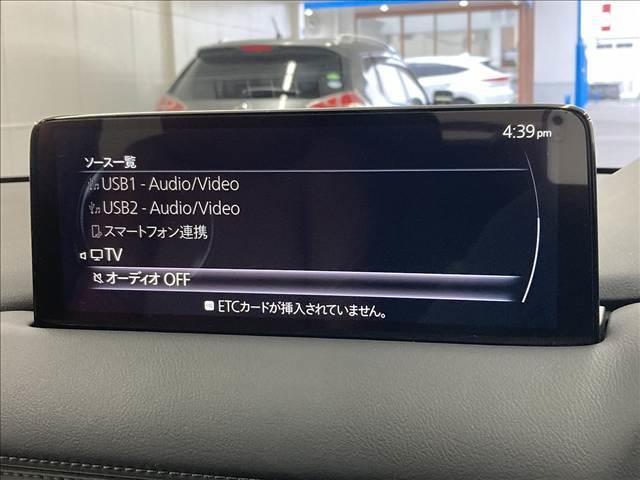 4:39pm
ソース一覧
USB1 - Audio/Video
USB2 - Audio/Video
スマートフォン連携
TV
オーディオ OFF
ETCカードが挿入されていません。